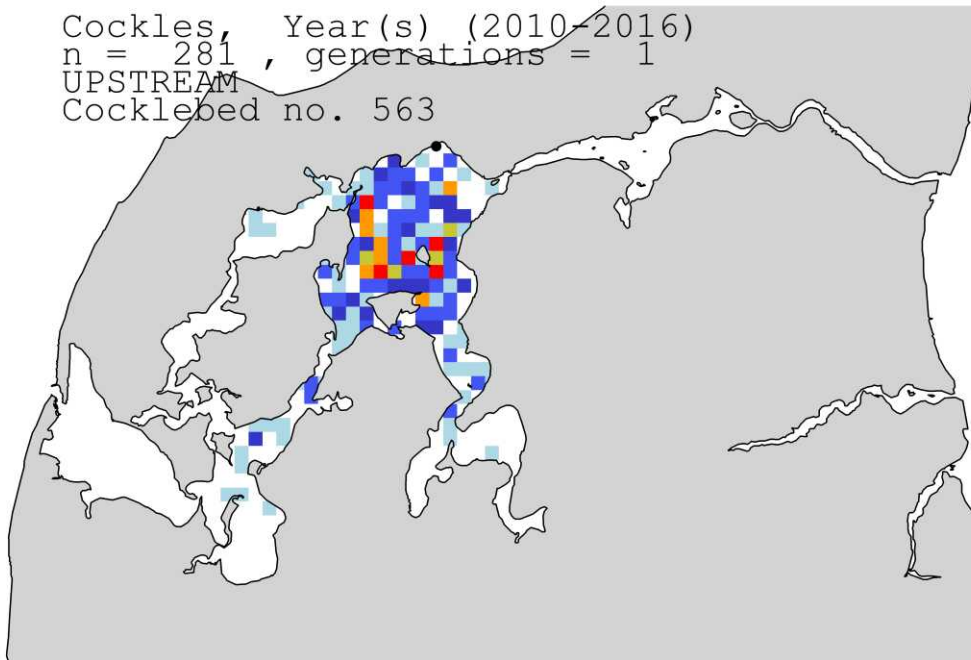 Cockles,  Year(s) (2010-2016)
n =  281 , generations =  1
UPSTREAM
Cocklebed no. 563